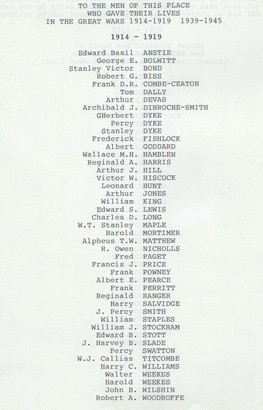 TO THE MEN OF THIS PLACE
WHO GAVE THEIR LIVES
IN THE GREAT WARS 1914-1919 1939-1945
1914 - 1919
Edward Basil ANSTIE
George E. BOLWITT
Stanley Victor BOND
Robert G. BISS
Frank D.R. COMBE-CEATON
Tom DALLY
Arthur DEVAS
Archibald J. DINROCHE-SMITH
GHerbert DYKE
Percy DYKE
Stanley DYKE
Frederick FISHLOCK
Albert GODDARD
Wallace M.H. HAMBLEN
Reginald A. HARRIS
Arthur J. HILL
Victor W. HISCOCK
Leonard HUNT
Arthur JONES
William KING
Edward S. LEWIS
Charles D. LONG
W.T. Stanley MAPLE
Harold MORTIMER
Alpheus T.W. MATTHEW
R. Owen NICHOLLS
Fred PAGET
Francis J. PRICE
Frank POWNEY
Albert E. PEARCE
Frank PERRITT
Reginald RANGER
Harry SALVIDGE
J. Percy SMITH
William STAPLES
William J. STOCKHAM
Edward B. STOTT
J. Harvey B. SLADE
Percy SWATTON
W.J. Calliss TITCOMBE
Harry C. WILLIAMS
Walter WEEKES
Harold WEEKES
John B. WILSHIN
Robert A. WOODROFFE